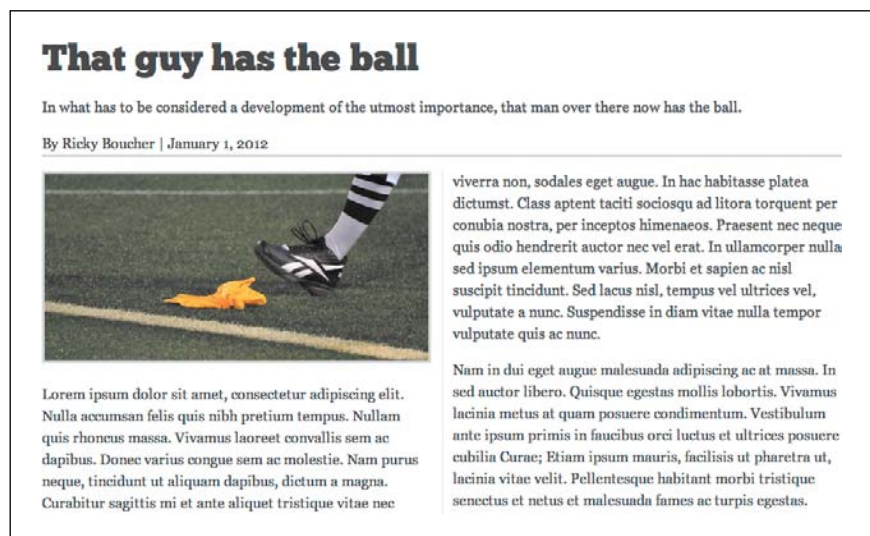 That guy has the ball
In what has to be considered a development of the utmost importance, that man over there now has the ball.
By Ricky Boucher | January 1, 2012
Lorem ipsum dolor sit amet, consectetur adipiscing elit.
Nulla accumsan felis quis nibh pretium tempus. Nullam
quis rhoncus massa. Vivamus laoreet convallis sem ac
dapibus. Donec varius congue sem ac molestie. Nam purus
neque, tincidunt ut aliquam dapibus, dictum a magna.
Curabitur sagittis mi et ante aliquet tristique vitae nec
viverra non, sodales eget augue. In hac habitasse platea
dictumst. Class aptent taciti sociosqu ad litora torquent per
conubia nostra, per inceptos himenaeos. Praesent nec neque
quis odio hendrerit auctor nec vel erat. In ullamcorper nulla
sed ipsum elementum varius. Morbi et sapien ac nisl
suscipit tincidunt. Sed lacus nisl, tempus vel ultrices vel,
vulputate a nunc. Suspendisse in diam vitae nulla tempor
vulputate quis ac nunc.
Nam in dui eget augue malesuada adipiscing ac at massa. In
sed auctor libero. Quisque egestas mollis lobortis. Vivamus
lacinia metus at quam posuere condimentum. Vestibulum
ante ipsum primis in faucibus orci luctus et ultrices posuere
cubilia Curae; Etiam ipsum mauris, facilisis ut pharetra ut,
lacinia vitae velit. Pellentesque habitant morbi tristique
senectus et netus et malesuada fames ac turpis egestas.